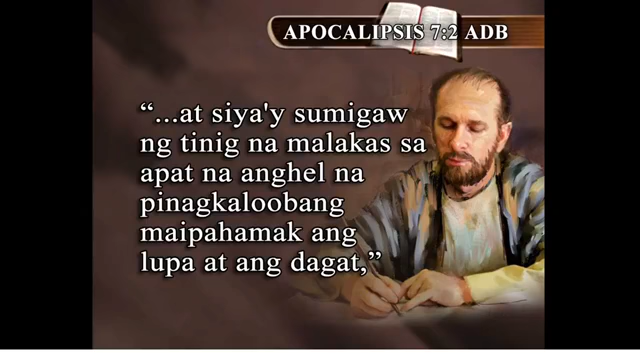 APOCALIPSIS 7:2 ADB
“...at siya'y sumigaw
ng tinig na malakas sa
apat na anghel na
pinagkaloobang
maipahamak ang
lupa at ang dagat,”